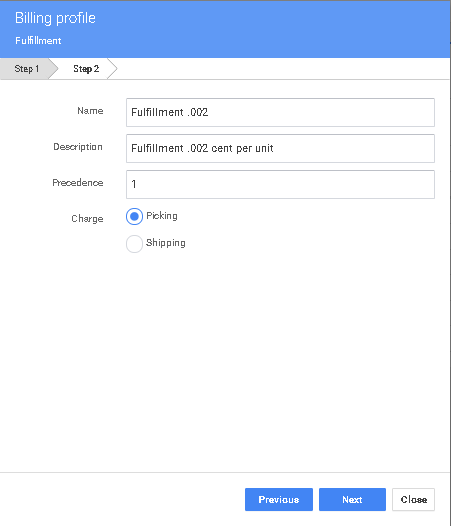 Billing profile
Fulfillment
Step 1 Step 2
Name Fulfillment .002
Description Fulfillment .002 cent per unit
Precedence 1
Charge Picking
Shipping
Previous Next Close